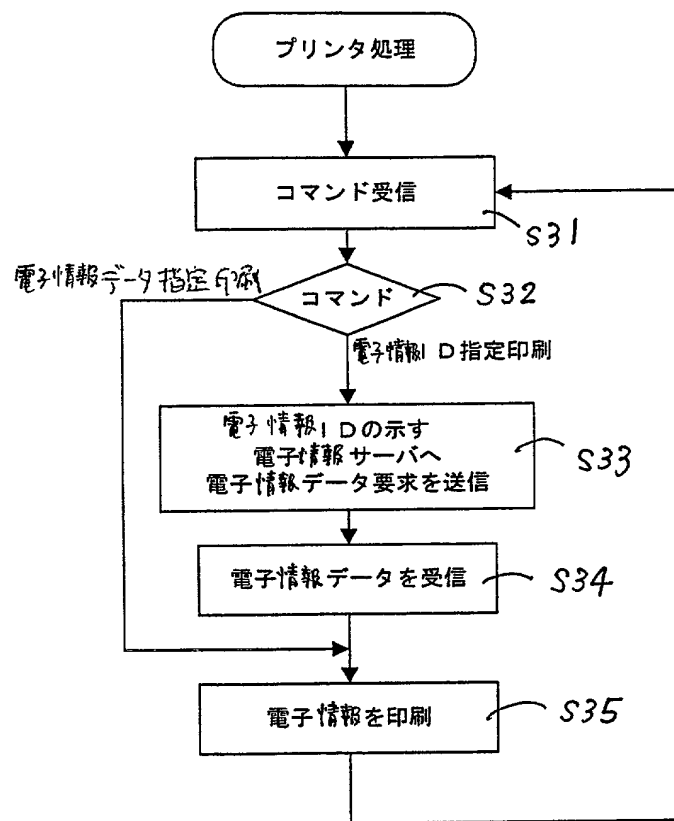 プリンタ処理
コマンド受信
S31
電子情報データ指定印刷
コマンド
S32
電子情報ID指定印刷
電子情報IDの示す
電子情報サーバへ
電子情報データ要求を送信
S33
電子情報データを受信
S34
電子情報を印刷
S35